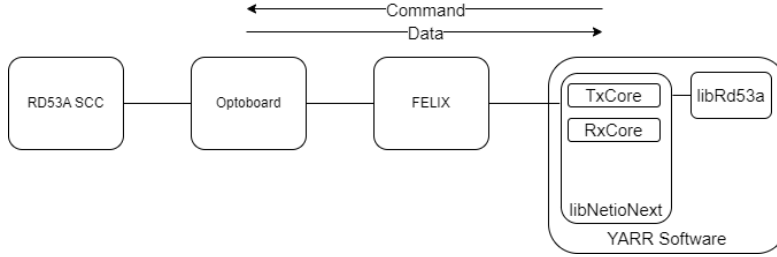 Command
Data
RD53A SCC
Optoboard
FELIX
TxCore
libRd53a
RxCore
libNetioNext
YARR Software